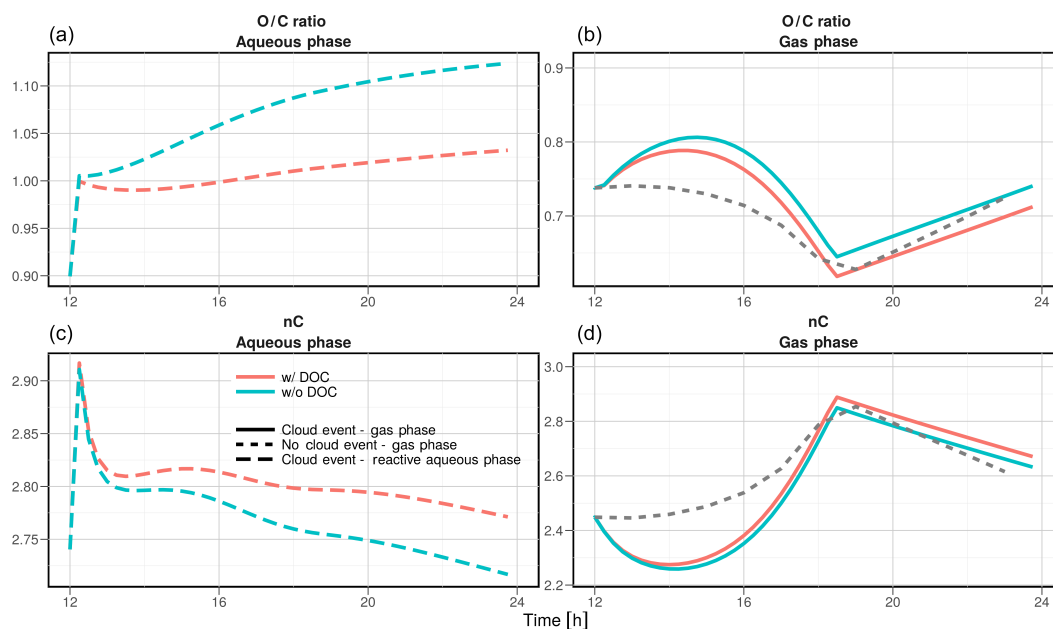 (a)
O/C ratio
Aqueous phase
1.10
1.05
1.00
0.95
0.90
12 16 20 24
(b)
O/C ratio
Gas phase
0.9
0.8
0.7
12 16 20 24
(c)
nC
Aqueous phase
2.90
2.85
2.80
2.75
w/ DOC
w/o DOC
Cloud event - gas phase
No cloud event - gas phase
Cloud event - reactive aqueous phase
12 16 20 24
(d)
nC
Gas phase
3.0
2.8
2.6
2.4
2.2
12 16 20 24
Time [h]